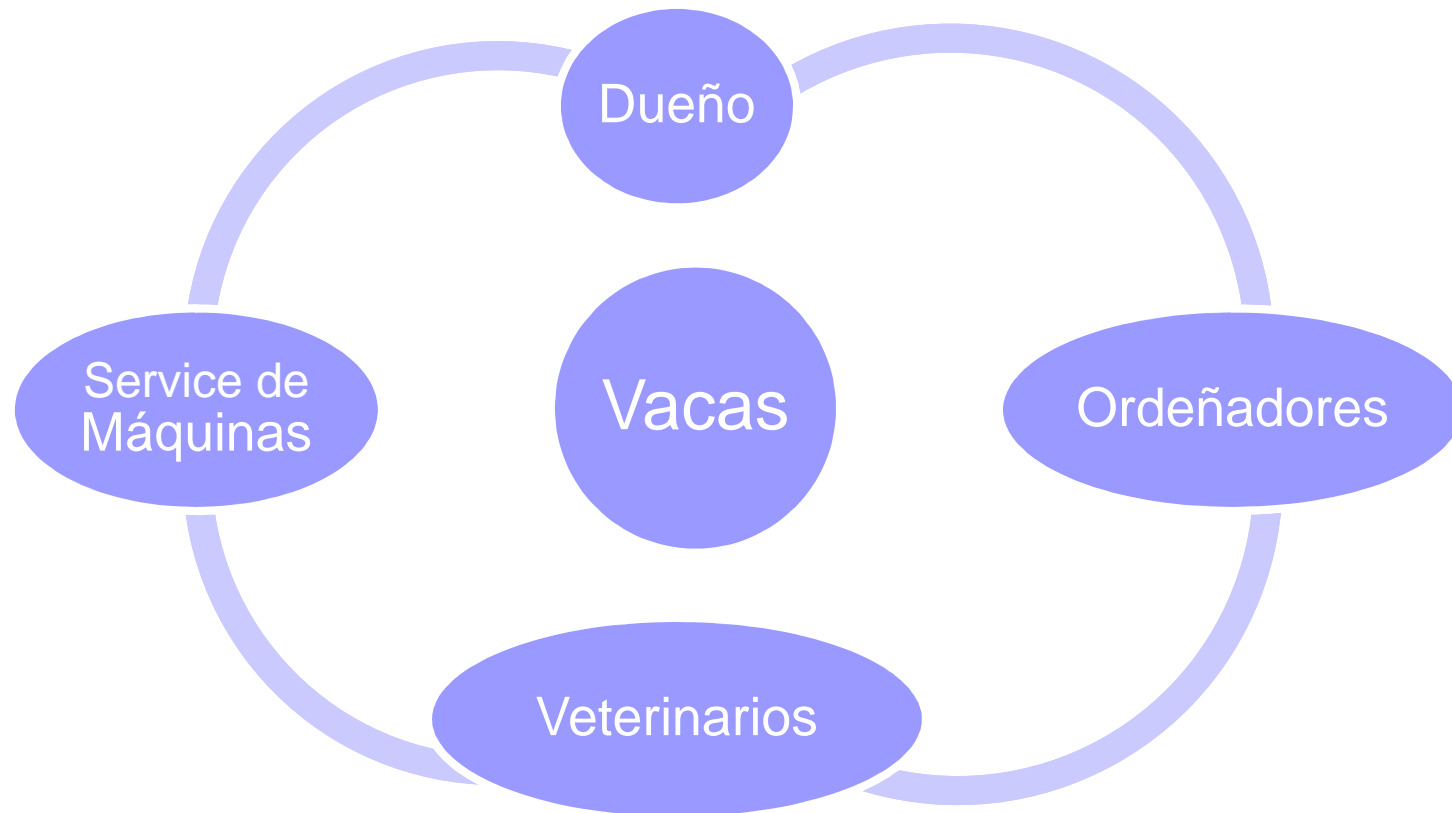 Dueño
Service de
Máquinas
Vacas
Ordeñadores
Veterinarios